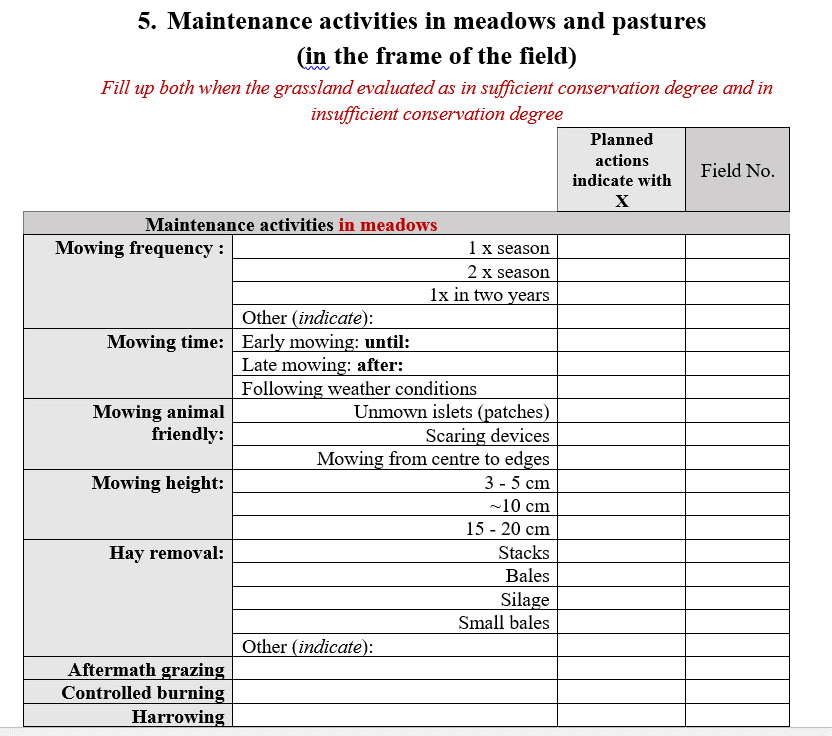 5. Maintenance activities in meadows and pastures
(in the frame of the field)
Fill up both when the grassland evaluated as in sufficient conservation degree and in
insufficient conservation degree
Planned
actions
indicate with
X
Field No.
Maintenance activities in meadows
Mowing frequency :
1 x season
2 x season
1x in two years
Other (indicate):
Mowing time:
Early mowing: until:
Late mowing: after:
Following weather conditions
Mowing animal
friendly:
Unmown islets (patches)
Scaring devices
Mowing from centre to edges
Mowing height:
3 - 5 cm
~10 cm
15 - 20 cm
Hay removal:
Stacks
Bales
Silage
Small bales
Other (indicate):
Aftermath grazing
Controlled burning
Harrowing